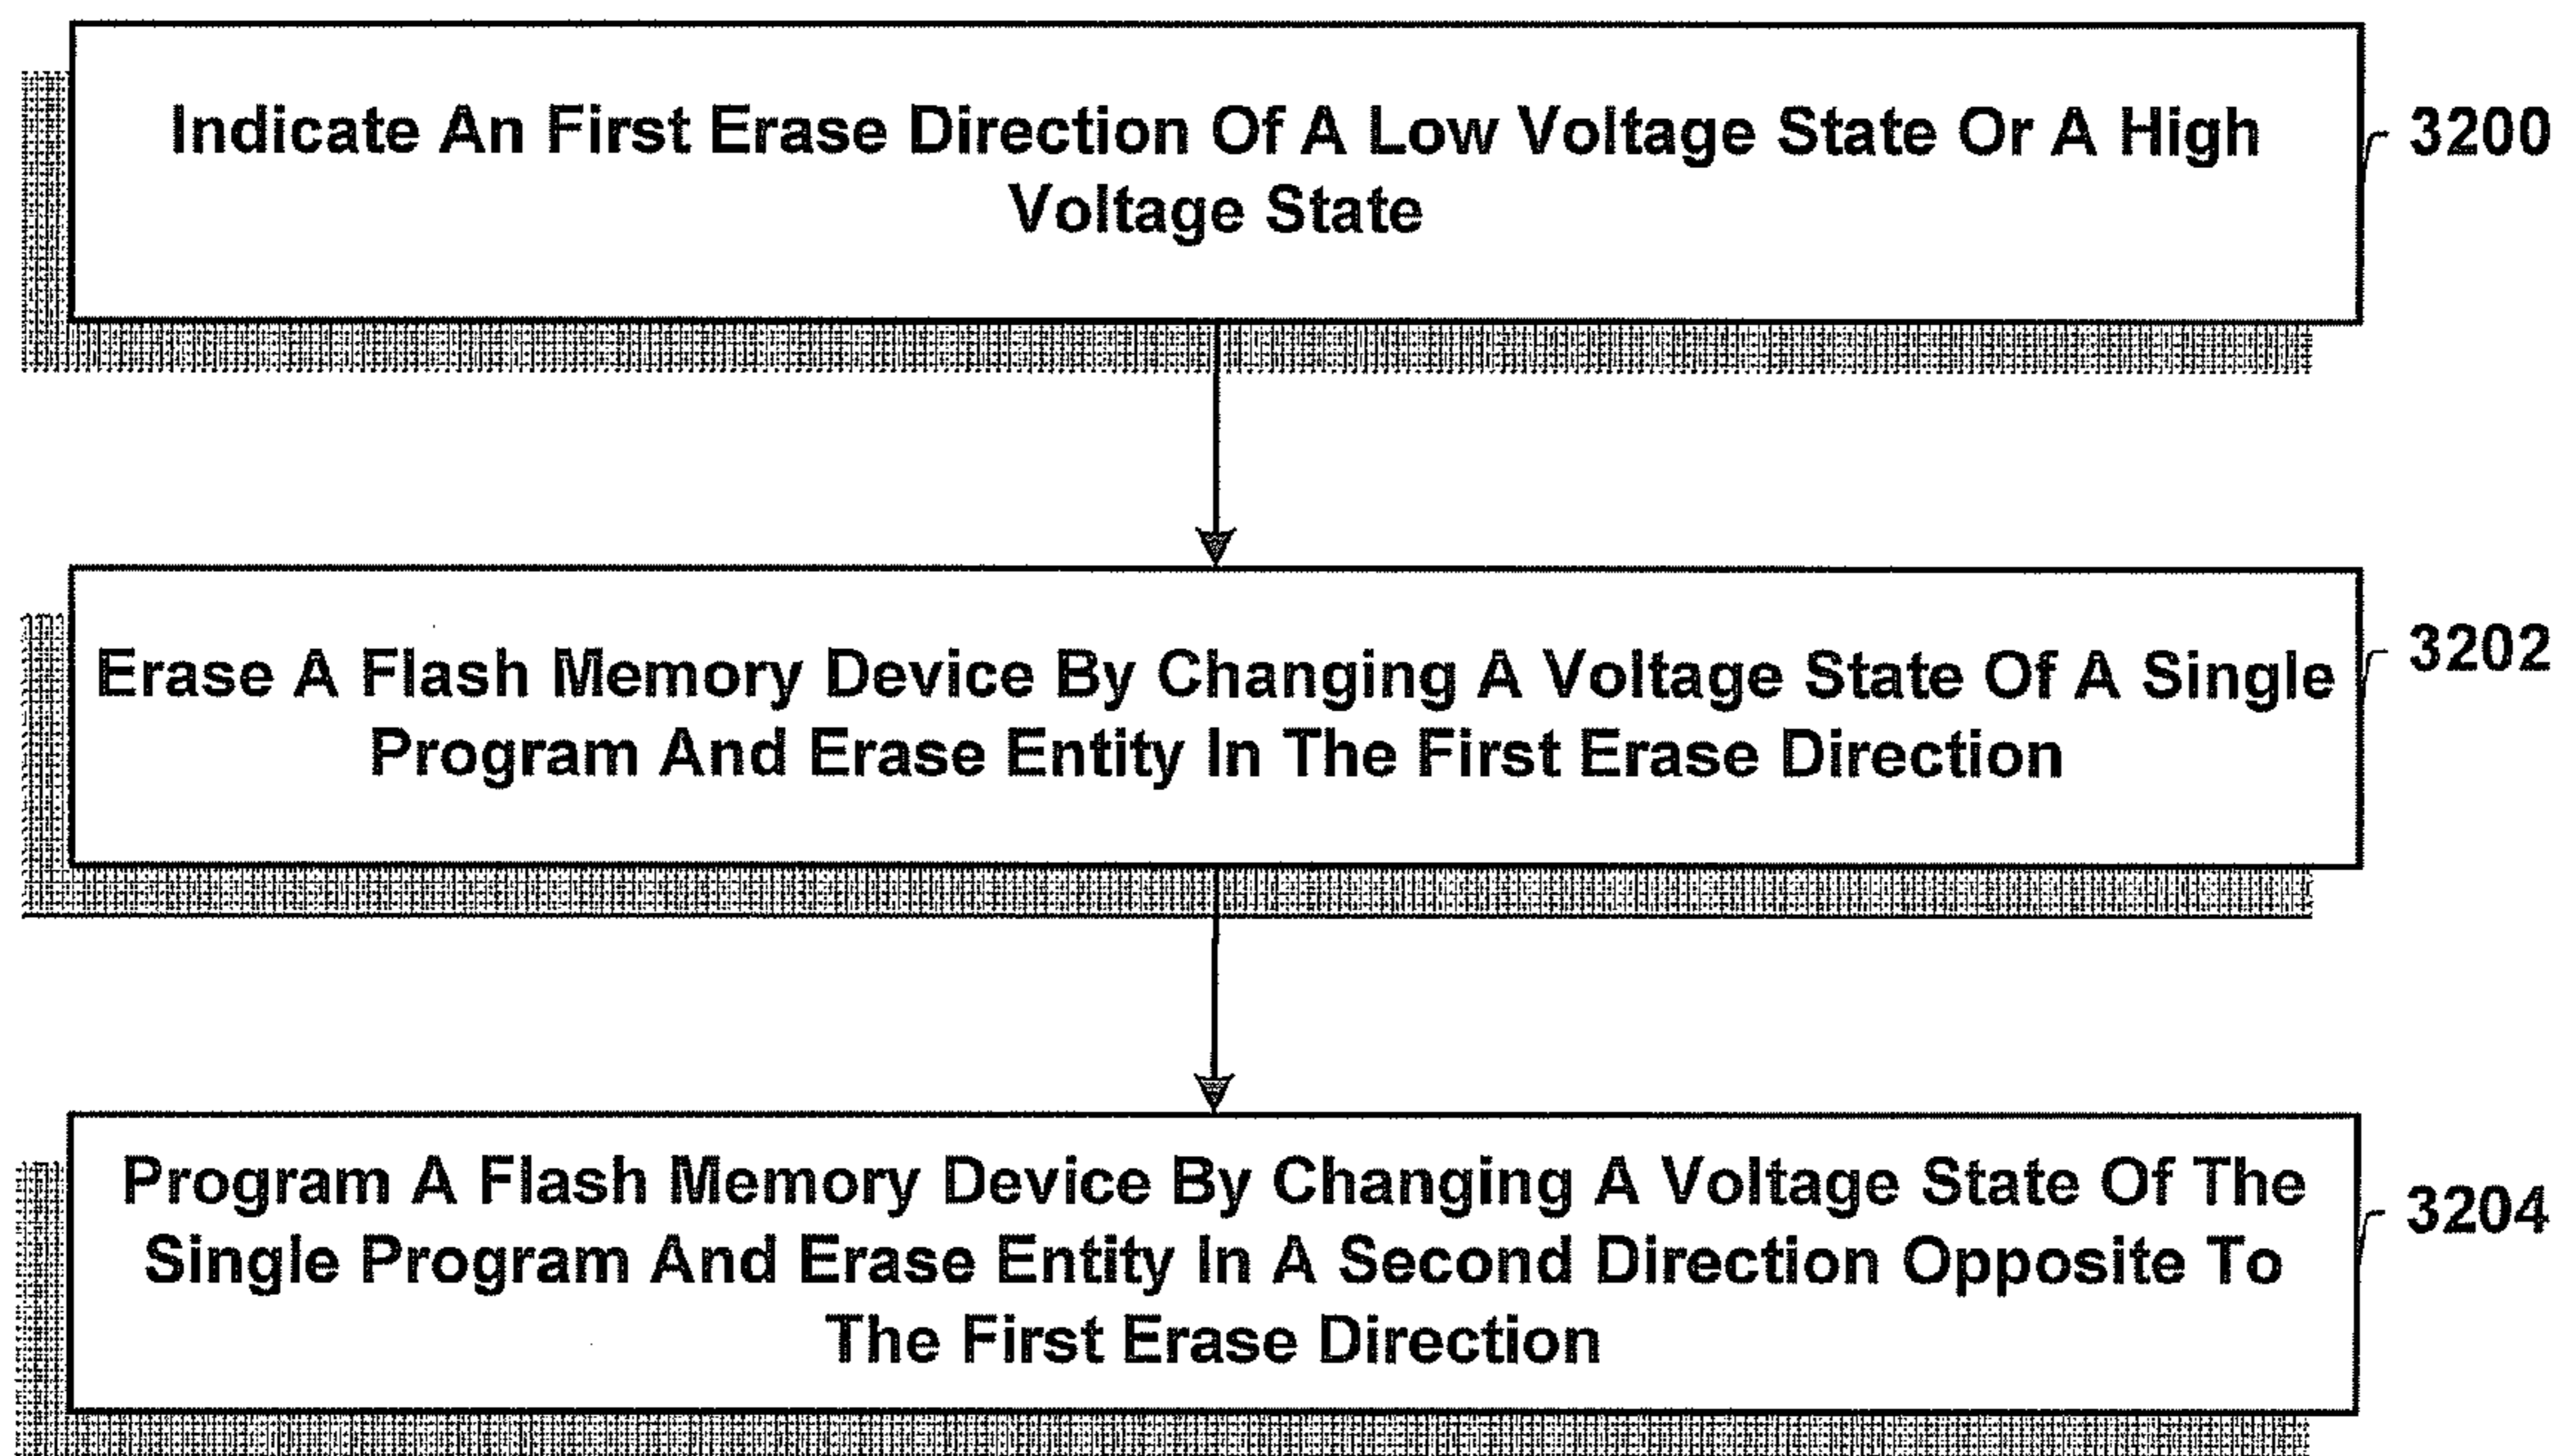 Indicate An First Erase Direction Of A Low Voltage State Or A High
Voltage State
3200
Erase A Flash Memory Device By Changing A Voltage State Of A Single
Program And Erase Entity In The First Erase Direction
3202
Program A Flash Memory Device By Changing A Voltage State Of The
Single Program And Erase Entity In A Second Direction Opposite To
The First Erase Direction
3204